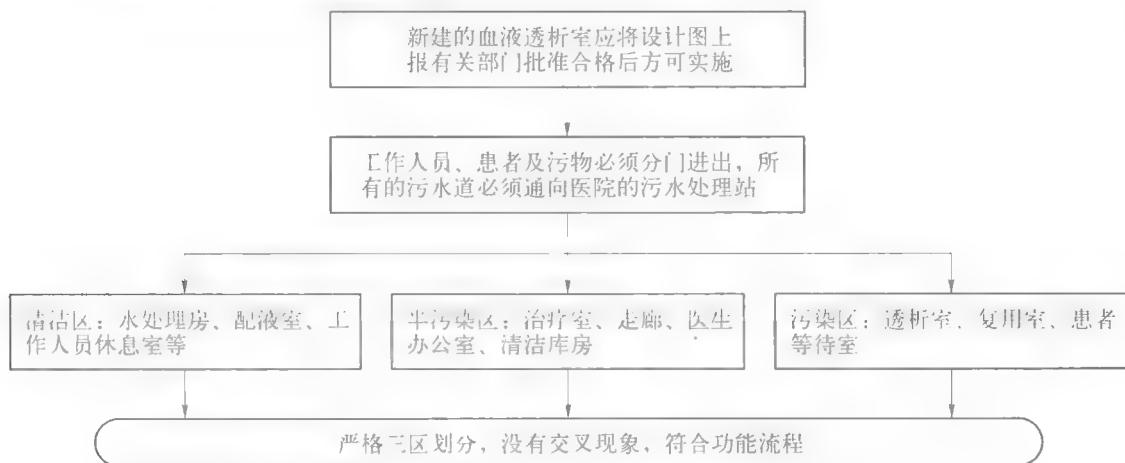 新建的血液透析室应将设计图上
报有关部门批准合格后方可实施
工作人员、患者及污物必须分门进出，所
有的污水道必须通向医院的污水处理站
清洁区：水处理房、配液室、工
作人员休息室等
半污染区：治疗室、走廊、医生
办公室、清洁库房
污染区：透析室、复用室、患者
等待室
严格三区划分，没有交叉现象，符合功能流程